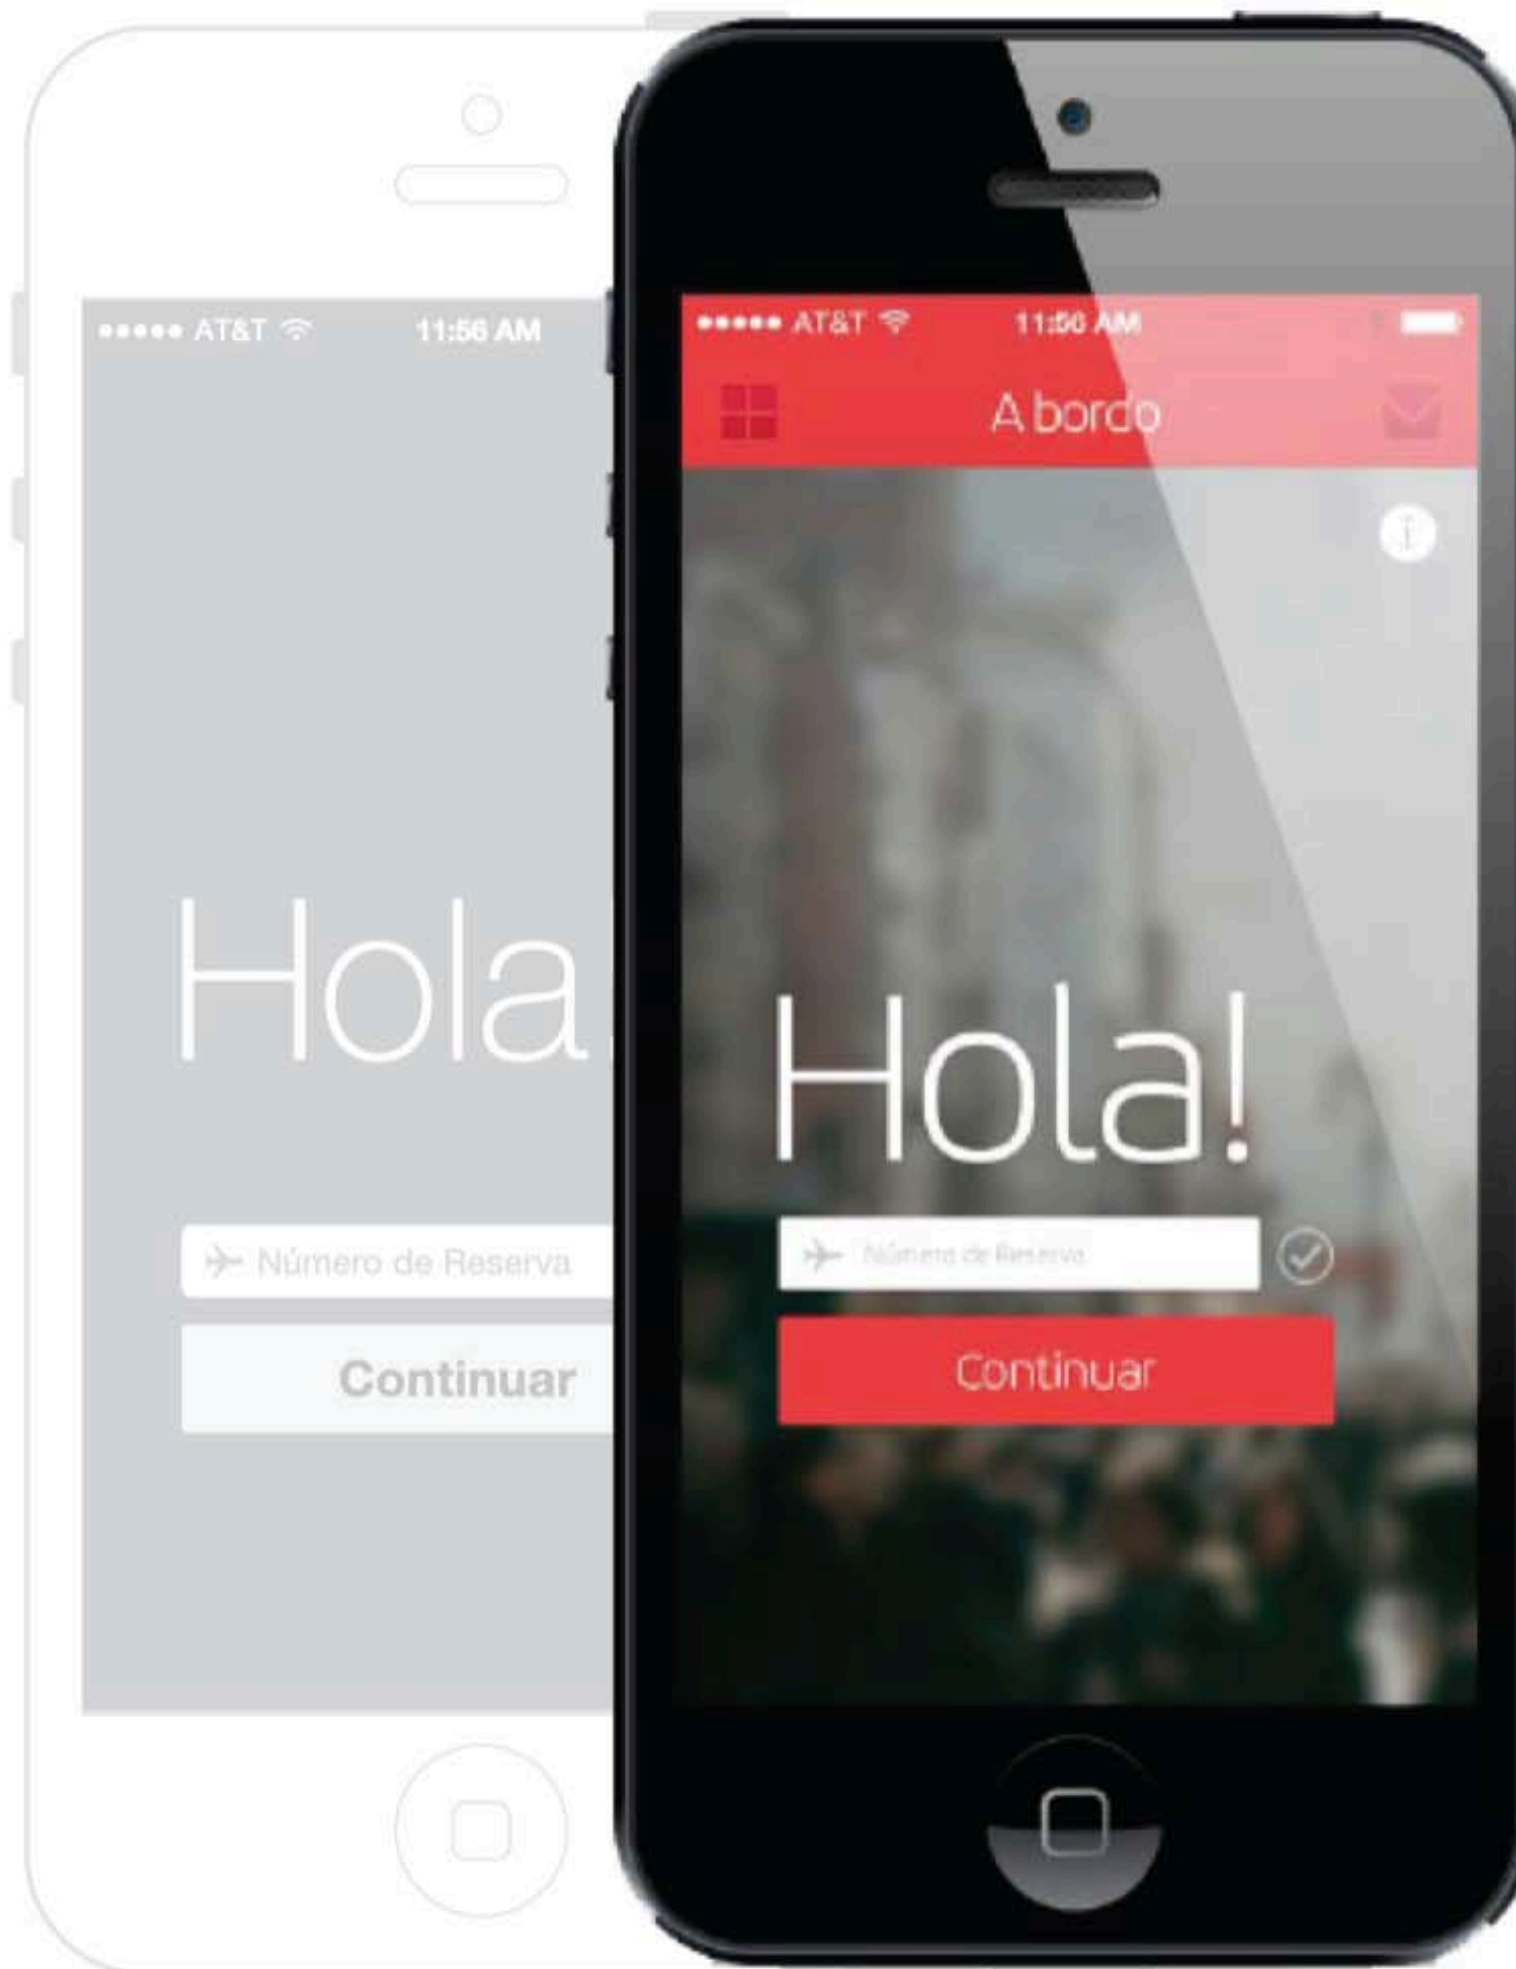 AT&T 11:56 AM
Hola
Número de Reserva
Continuar
AT&T 11:56 AM
A bordo
i
Hola!
Número de Reserva
Continuar